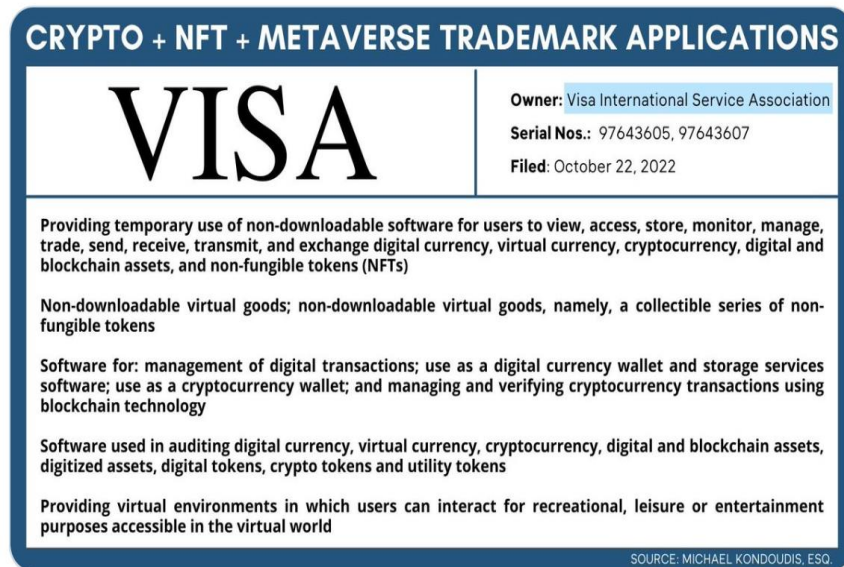 CRYPTO + NFT + METAVERSE TRADEMARK APPLICATIONS
VISA
Owner: Visa International Service Association
Serial Nos.: 97643605, 97643607
Filed: October 22, 2022
Providing temporary use of non-downloadable software for users to view, access, store, monitor, manage,
trade, send, receive, transmit, and exchange digital currency, virtual currency, cryptocurrency, digital and
blockchain assets, and non-fungible tokens (NFTs)
Non-downloadable virtual goods; non-downloadable virtual goods, namely, a collectible series of non-
fungible tokens
Software for: management of digital transactions; use as a digital currency wallet and storage services
software; use as a cryptocurrency wallet; and managing and verifying cryptocurrency transactions using
blockchain technology
Software used in auditing digital currency, virtual currency, cryptocurrency, digital and blockchain assets,
digitized assets, digital tokens, crypto tokens and utility tokens
Providing virtual environments in which users can interact for recreational, leisure or entertainment
purposes accessible in the virtual world
SOURCE: MICHAEL KONDOUDIS, ESQ.